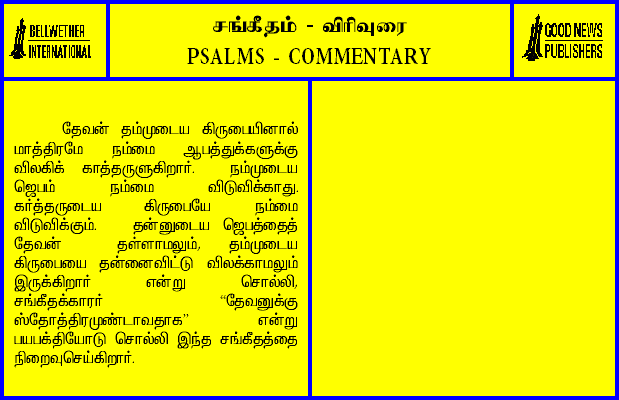 BELLWETHER
INTERNATIONAL
சங்கீதம் - விரிவுரை
PSALMS - COMMENTARY
GOOD NEWS
PUBLISHERS
தேவன் தம்முடைய கிருபையினால்
மாத்திரமே நம்மை ஆபத்துக்களுக்கு
விலகிக் காத்தருளுகிறார். நம்முடைய
ஜெபம் நம்மை விடுவிக்காது.
கர்த்தருடைய கிருபையே நம்மை
விடுவிக்கும். தன்னுடைய ஜெபத்தைத்
தேவன் தள்ளாமலும், தம்முடைய
கிருபையை தன்னைவிட்டு விலக்காமலும்
இருக்கிறார் என்று சொல்லி,
சங்கீதக்காரர் “தேவனுக்கு
ஸ்தோத்திரமுண்டாவதாக” என்று
பயபக்தியோடு சொல்லி இந்த சங்கீதத்தை
நிறைவுசெய்கிறார்.